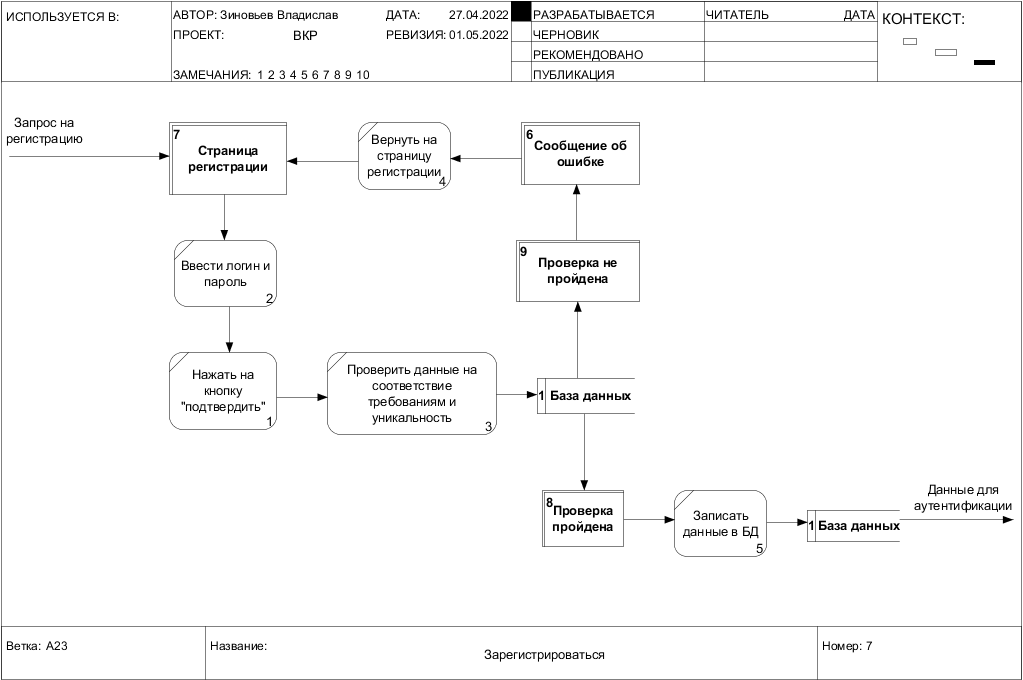 ИСПОЛЬЗУЕТСЯ В:
АВТОР: Зиновьев Владислав
ДАТА: 27.04.2022
ПРОЕКТ: ВКР
РЕВИЗИЯ: 01.05.2022
ЗАМЕЧАНИЯ: 1 2 3 4 5 6 7 8 9 10
РАЗРАБАТЫВАЕТСЯ
ЧЕРНОВИК
РЕКОМЕНДОВАНО
ПУБЛИКАЦИЯ
ЧИТАТЕЛЬ ДАТА
КОНТЕКСТ:
Запрос на
регистрацию
7
Страница
регистрации
Вернуть на
страницу
регистрации
4
6
Сообщение об
ошибке
Ввести логин и
пароль
2
9
Проверка не
пройдена
Нажать на
кнопку
"подтвердить"
1
Проверить данные на
соответствие
требованиям и
уникальность
3
1 База данных
8
Проверка
пройдена
Записать
данные в БД
5
1 База данных
Данные для
аутентификации
Ветка: A23
Название:
Зарегистрироваться
Номер: 7